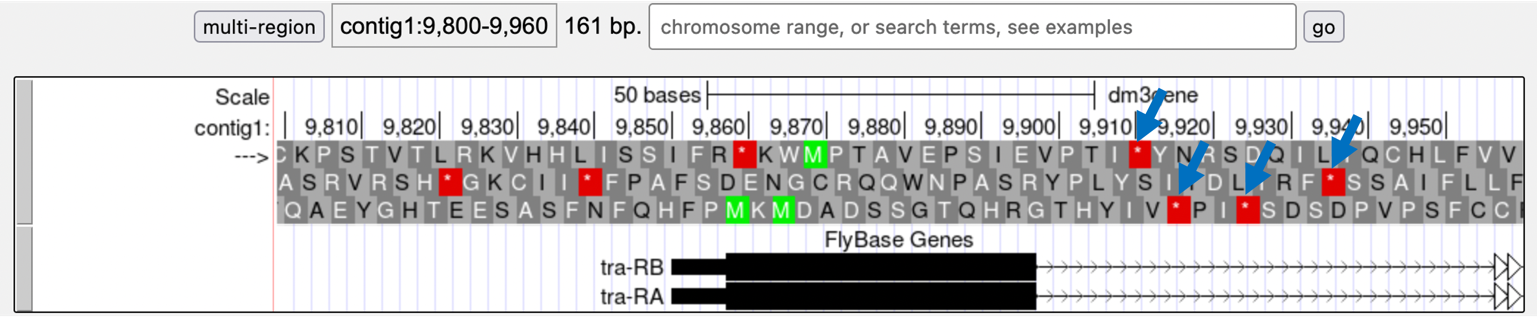 multi-region contig1:9,800-9,960 161 bp. chromosome range, or search terms, see examples go
Scale 50 bases dm3 ene
contig1: 9,810 9,820 9,830 9,840 9,850 9,860 9,870 9,880 9,890 9,900 9,910 9,920 9,930 9,940 9,950
---> K P S T V T L R K V H H L I S S I F R * K W M P T A V E P S I E V P T I * Y N R S D Q I L Q C H L F V V
A S R V R S H * G K C I I * F P A F S D E N G C R Q Q W N P A S R Y P L Y S I D L R F * S S A I F L L F
Q A E Y G H T E E S A S F N F Q H F P M K M D A D S S G T Q H R G T H Y I V * P I * S D S D P V P S F C C
FlyBase Genes
tra-RB
tra-RA